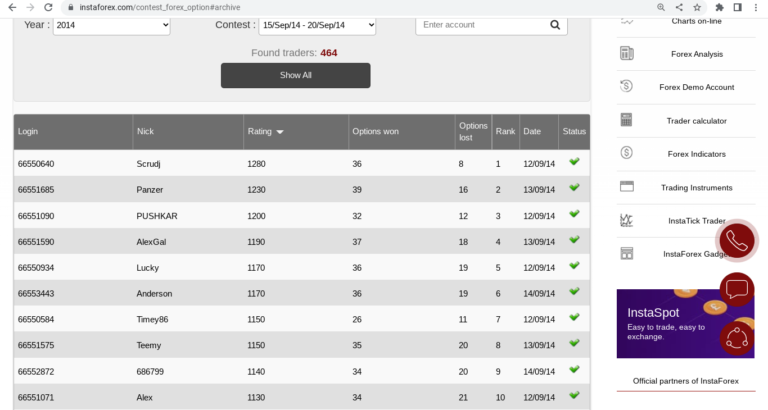 instaforex.com/contest_forex_option#archive
Year : 2014 Contest : 15/Sep/14 - 20/Sep/14 Enter account
Found traders: 464
Show All
Login Nick Rating Options won Options lost Rank Date Status
66550640 Scrudj 1280 36 8 1 12/09/14
66551685 Panzer 1230 39 16 2 13/09/14
66551090 PUSHKAR 1200 32 12 3 12/09/14
66551590 AlexGal 1190 37 18 4 13/09/14
66550934 Lucky 1170 36 19 5 12/09/14
66553443 Anderson 1170 36 19 6 14/09/14
66550584 Timey86 1150 26 11 7 12/09/14
66551575 Teemy 1150 35 20 8 13/09/14
66552872 686799 1140 34 20 9 14/09/14
66551071 Alex 1130 34 21 10 12/09/14
Charts on-line
Forex Analysis
Forex Demo Account
Trader calculator
Forex Indicators
Trading Instruments
InstaTick Trader
InstaForex Gadge
InstaSpot
Easy to trade, easy to
exchange.
Official partners of InstaForex